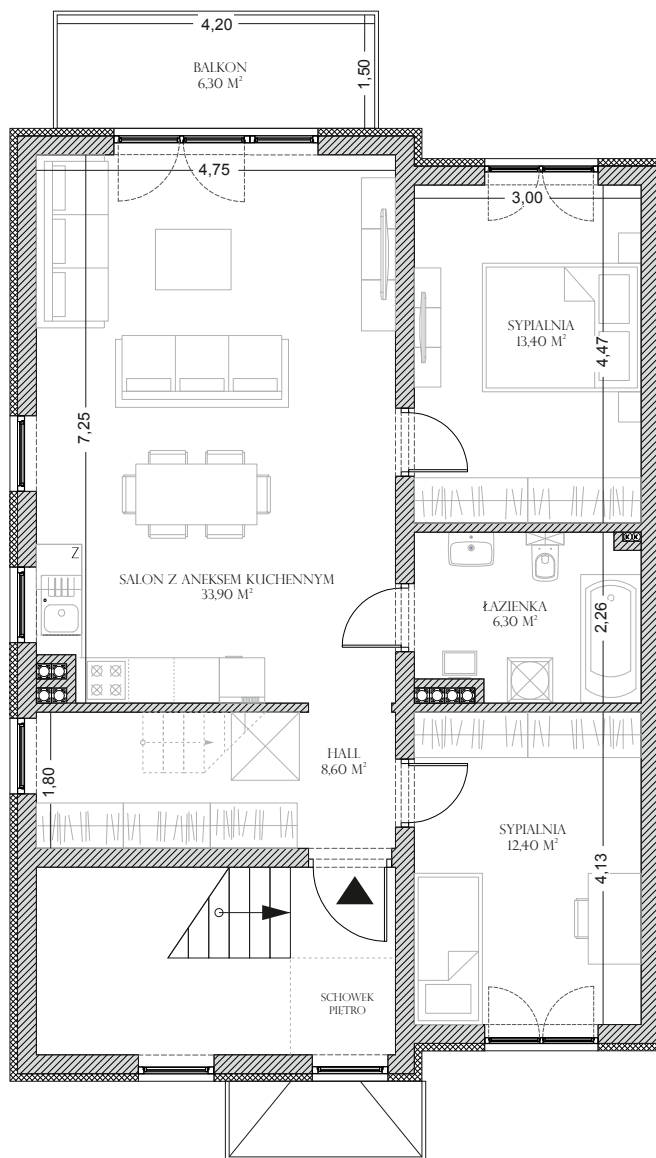 4,20
BALKON
6,30 M²
1,50
4,75
3,00
SYPIALNIA
13,40 M²
4,47
7,25
Z
SALON Z ANEKSEM KUCHENNYM
33,90 M²
ŁAZIENKA
6,30 M²
2,26
HALL
8,60 M²
1,80
SYPIALNIA
12,40 M²
4,13
SCHOWEK
PIĘTRO